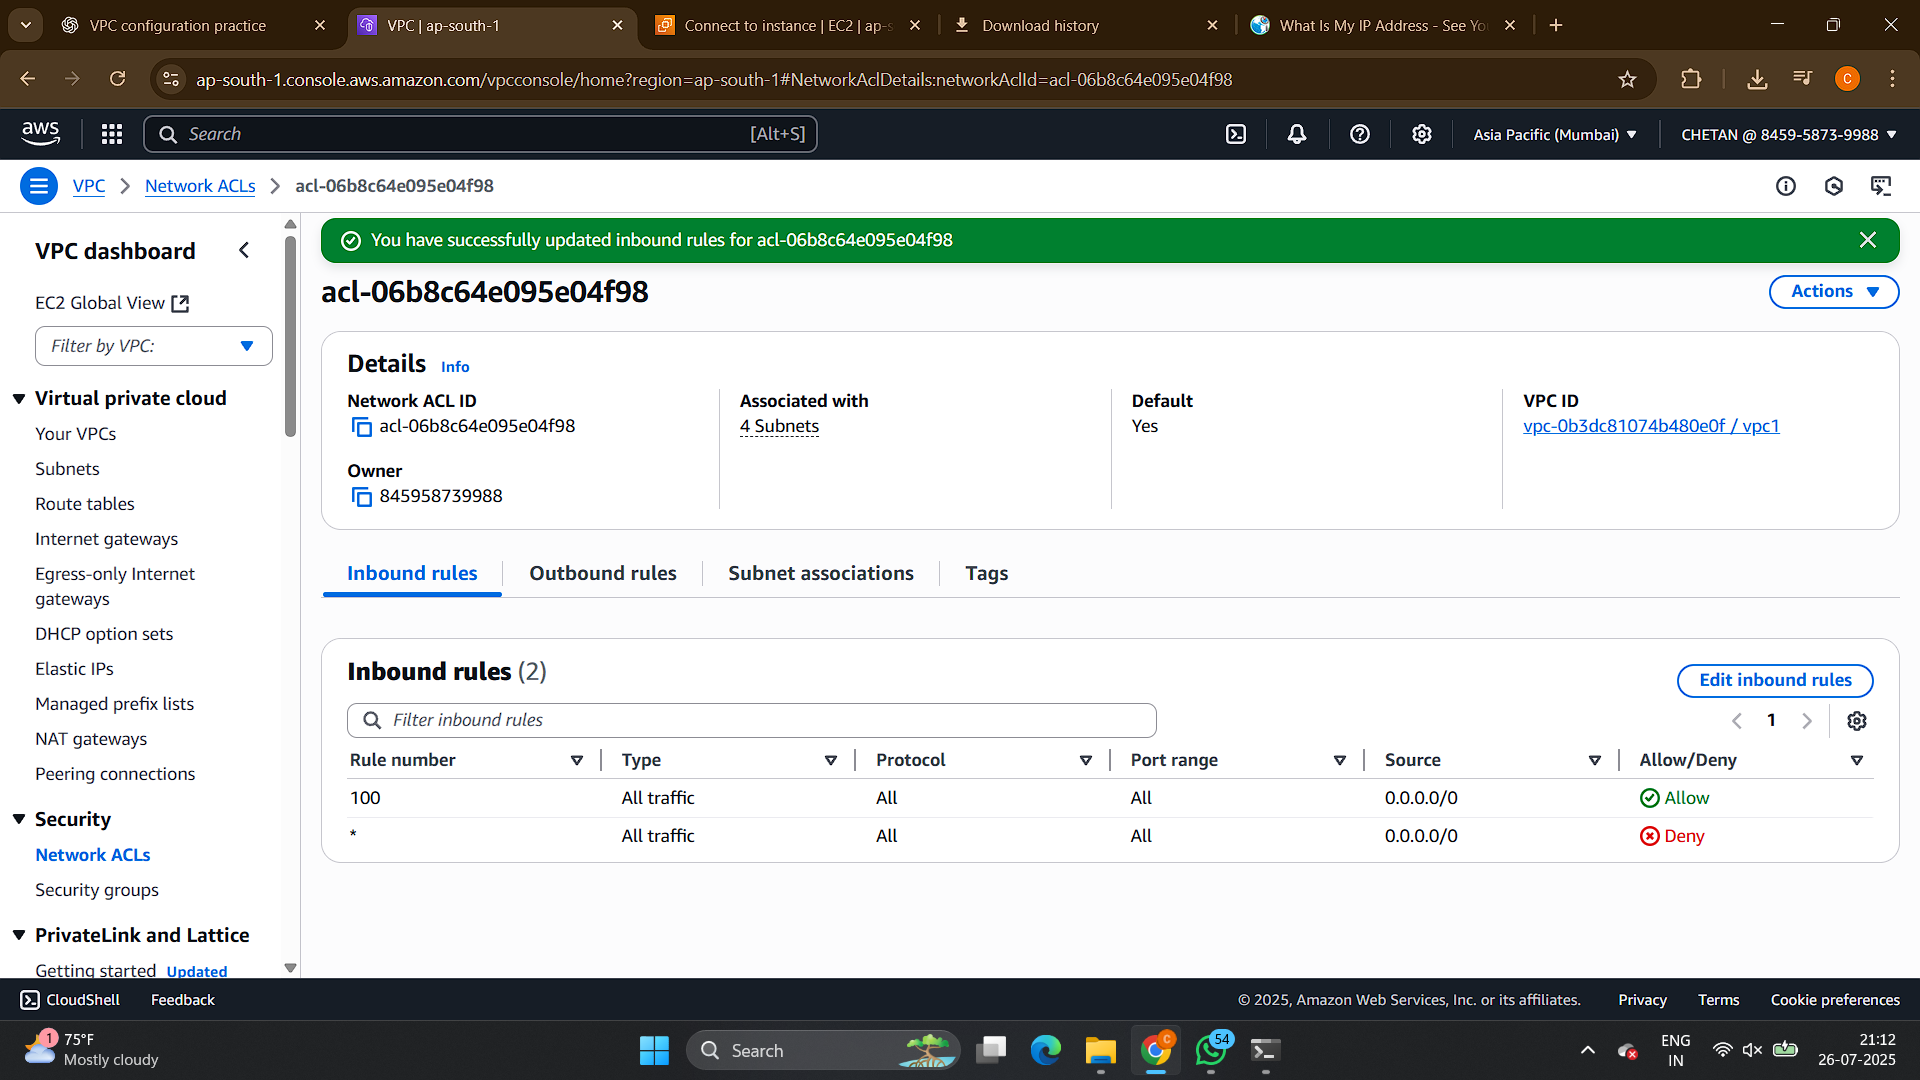 VPC configuration practice
VPC | ap-south-1
Connect to instance | EC2 | ap-s
Download history
What Is My IP Address - See Yo
ap-south-1.console.aws.amazon.com/vpcconsole/home?region=ap-south-1#NetworkAclDetails:networkAclId=acl-06b8c64e095e04f98
C
aws
Search
[Alt+S]
Asia Pacific (Mumbai)
CHETAN @ 8459-5873-9988
VPC
Network ACLs
acl-06b8c64e095e04f98
VPC dashboard
EC2 Global View
Filter by VPC:
Virtual private cloud
Your VPCs
Subnets
Route tables
Internet gateways
Egress-only Internet
gateways
DHCP option sets
Elastic IPs
Managed prefix lists
NAT gateways
Peering connections
Security
Network ACLs
Security groups
PrivateLink and Lattice
Getting started Updated
You have successfully updated inbound rules for acl-06b8c64e095e04f98
acl-06b8c64e095e04f98
Actions
Details Info
Network ACL ID
acl-06b8c64e095e04f98
Associated with
4 Subnets
Default
Yes
VPC ID
vpc-0b3dc81074b480e0f / vpc1
Owner
845958739988
Inbound rules
Outbound rules
Subnet associations
Tags
Inbound rules (2)
Edit inbound rules
Filter inbound rules
1
Rule number Type Protocol Port range Source Allow/Deny
100 All traffic All All 0.0.0.0/0 Allow
* All traffic All All 0.0.0.0/0 Deny
CloudShell
Feedback
© 2025, Amazon Web Services, Inc. or its affiliates.
Privacy
Terms
Cookie preferences
1
75°F
Mostly cloudy
Search
C
54
ENG
IN
21:12
26-07-2025